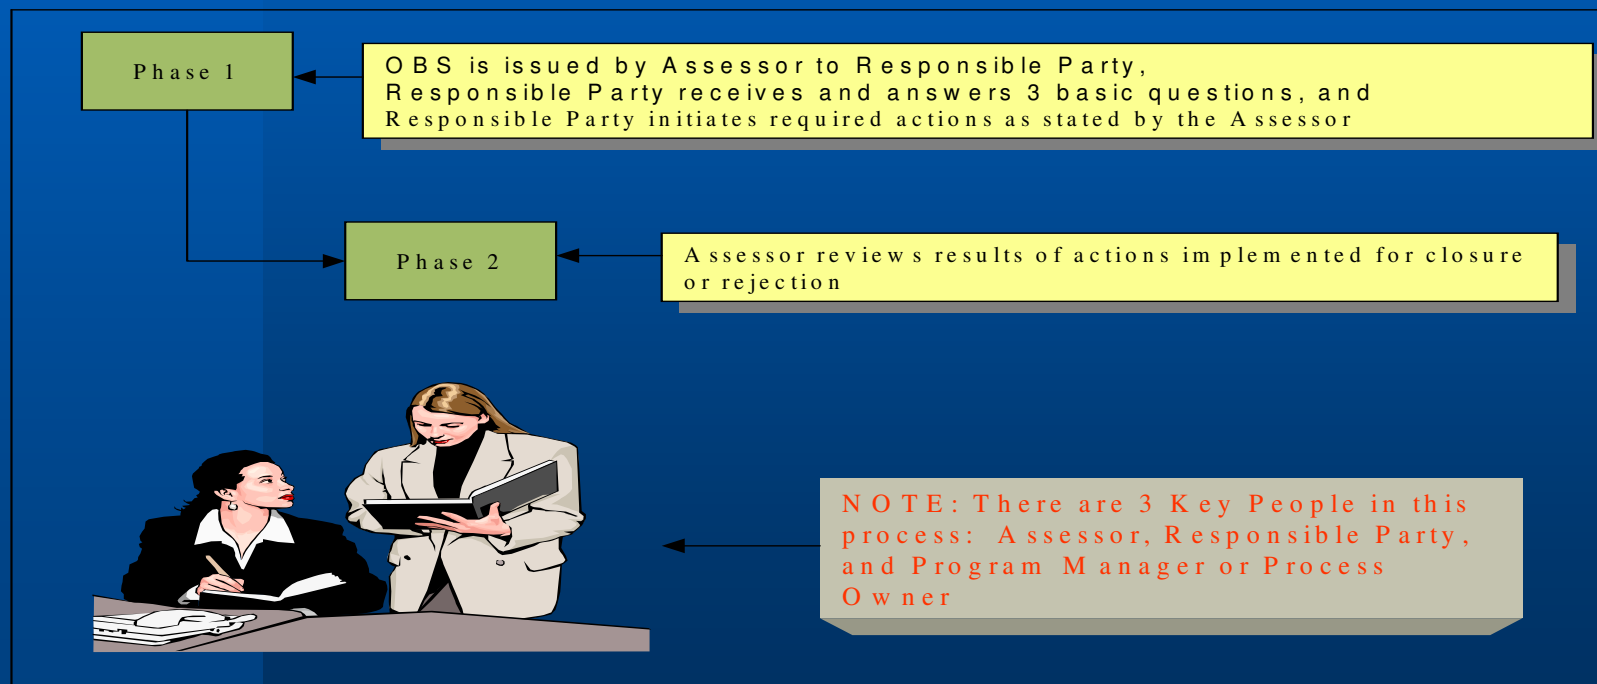 Phase 1
OBS is issued by Assessor to Responsible Party,
Responsible Party receives and answers 3 basic questions, and
Responsible Party initiates required actions as stated by the Assessor
Phase 2
Assessor reviews results of actions implemented for closure
or rejection
NOTE: There are 3 Key People in this
process: Assessor, Responsible Party,
and Program Manager or Process
Owner